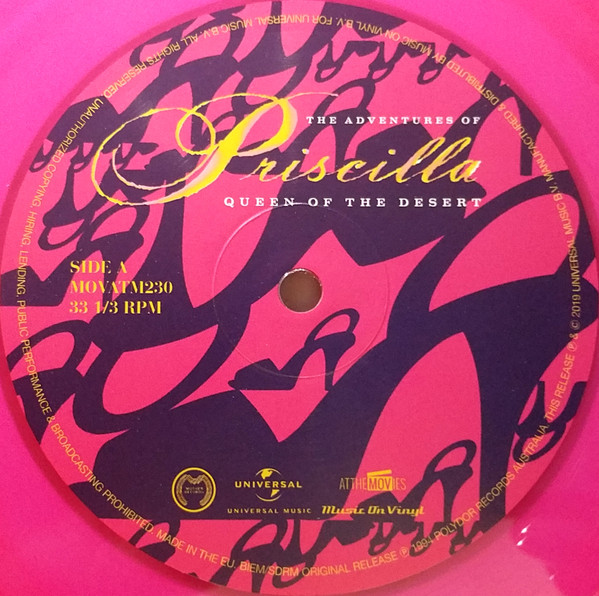 THE ADVENTURES OF
Priscilla
QUEEN OF THE DESERT
SIDE A
MOVATM230
33 1/3 RPM
UNIVERSAL
UNIVERSAL MUSIC
ATTHEMOVIES
Music On Vinyl
MADE IN THE EU. BIEM/SDRM ORIGINAL RELEASE ℗ 1994 POLYDOR RECORDS AUSTRALIA. THIS RELEASE ℗ & © 2019 UNIVERSAL MUSIC B.V. MANUFACTURED & DISTRIBUTED BY MUSIC ON VINYL B.V. FOR UNIVERSAL MUSIC B.V. ALL RIGHTS RESERVED. UNAUTHORIZED COPYING, HIRING, LENDING, PUBLIC PERFORMANCE & BROADCASTING PROHIBITED.